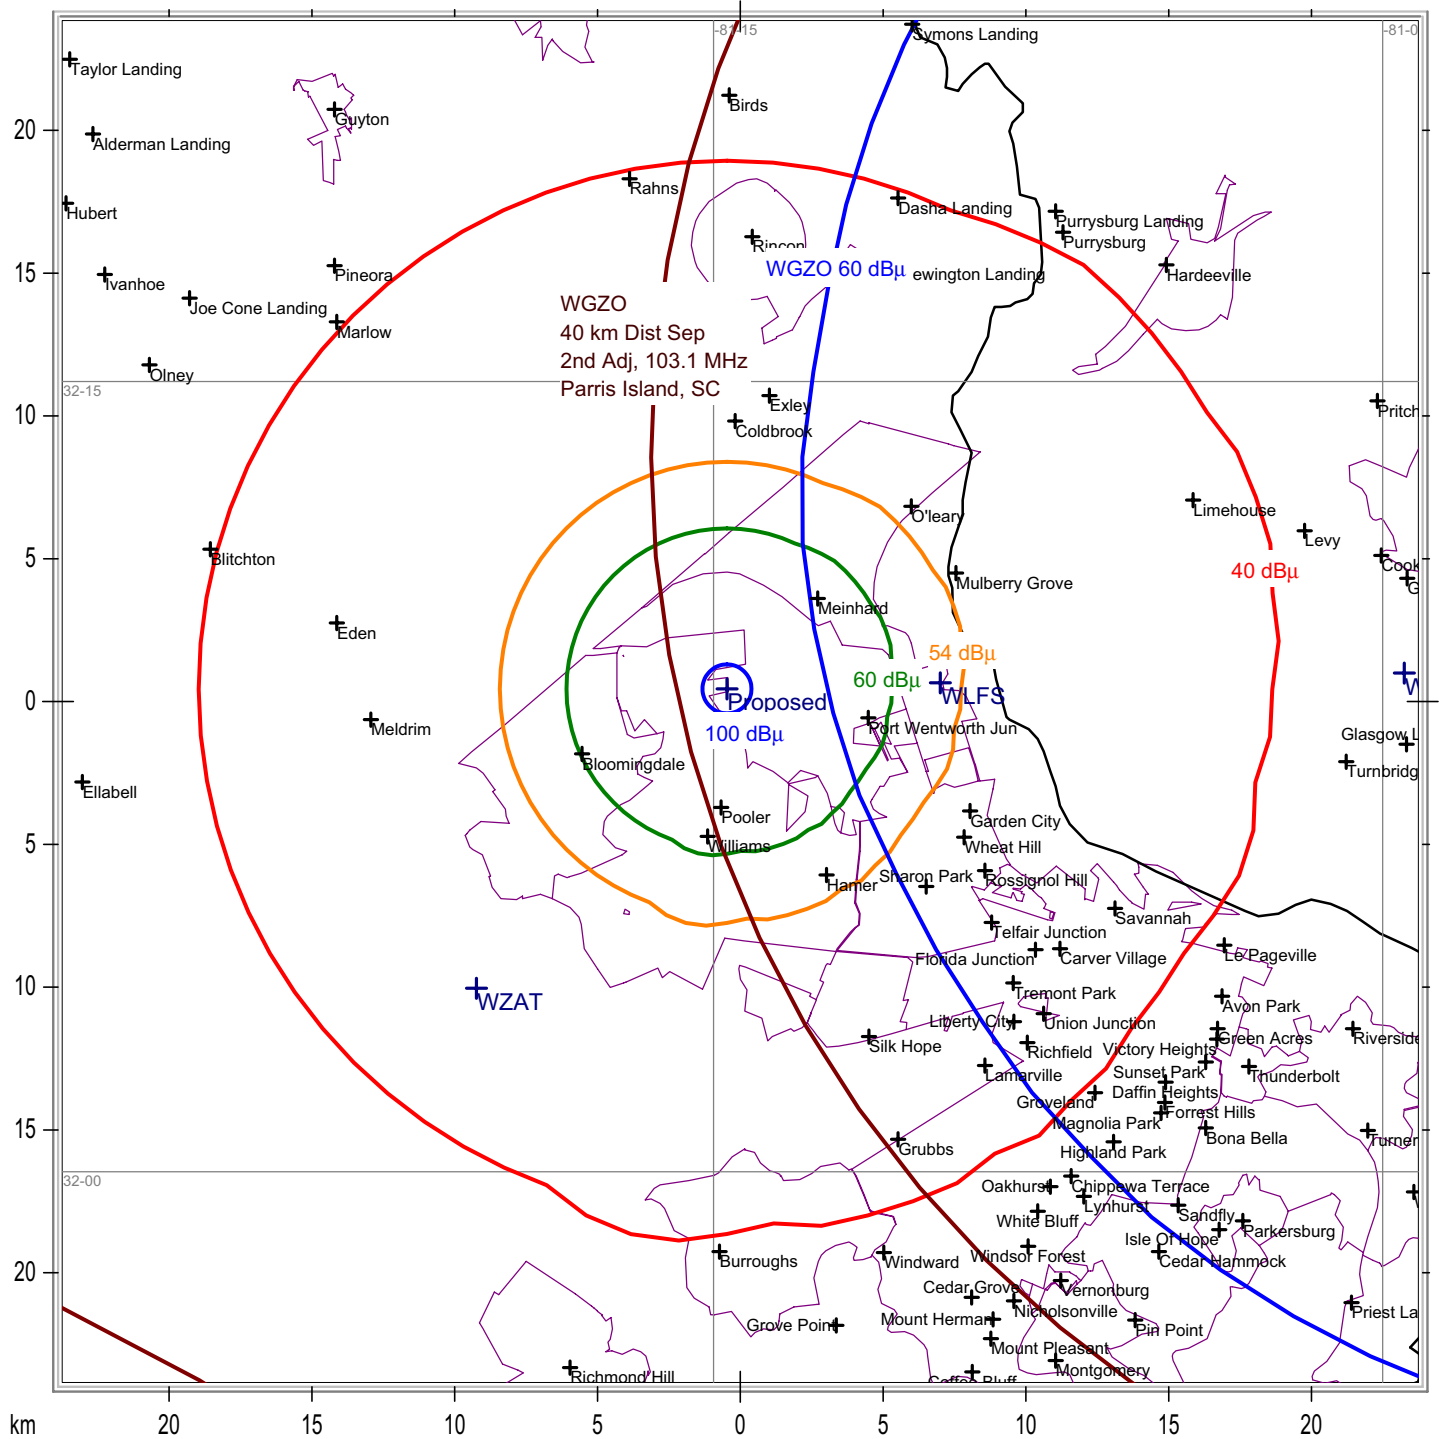 -81-15
-81-0
Symons Landing
Taylor Landing
Birds
Guyton
20
Alderman Landing
Rahns
Hubert
Dasha Landing
Purrysburg Landing
Purrysburg
Rincon
WGZO 60 dBµ
ewington Landing
Hardeeville
15
Ivanhoe
Pineora
Joe Cone Landing
Marlow
WGZO
40 km Dist Sep
2nd Adj, 103.1 MHz
Parris Island, SC
Olney
32-15
10
Exley
Coldbrook
Pritch
O'leary
Limehouse
Levy
5
Blitchton
Cook
G
40 dBµ
Mulberry Grove
Meinhard
Eden
54 dBµ
60 dBµ
0
Proposed
WLFS
W
100 dBµ
Meldrim
Port Wentworth Jun
Glasgow L
Turnbridg
Bloomingdale
Ellabell
Pooler
Garden City
5
Williams
Wheat Hill
Hamer
Sharon Park
Rossignol Hill
Savannah
Telfair Junction
Florida Junction
Carver Village
Le Pageville
10
WZAT
Tremont Park
Avon Park
Liberty City
Union Junction
Silk Hope
Richfield
Victory Heights
Green Acres
Riverside
Lamarville
Sunset Park
Thunderbolt
Groveland
Daffin Heights
Forrest Hills
Magnolia Park
15
Grubbs
Highland Park
Bona Bella
Turner
32-00
Oakhurst
Chippewa Terrace
Lynhurst
White Bluff
Sandfly
Parkersburg
Isle Of Hope
20
Burroughs
Windward
Windsor Forest
Cedar Hammock
Cedar Grove
Vernonburg
Nicholsonville
Priest La
Grove Point
Mount Herman
Pin Point
Mount Pleasant
Richmond Hill
Coffee Bluff
Montgomery
km
20
15
10
5
0
5
10
15
20